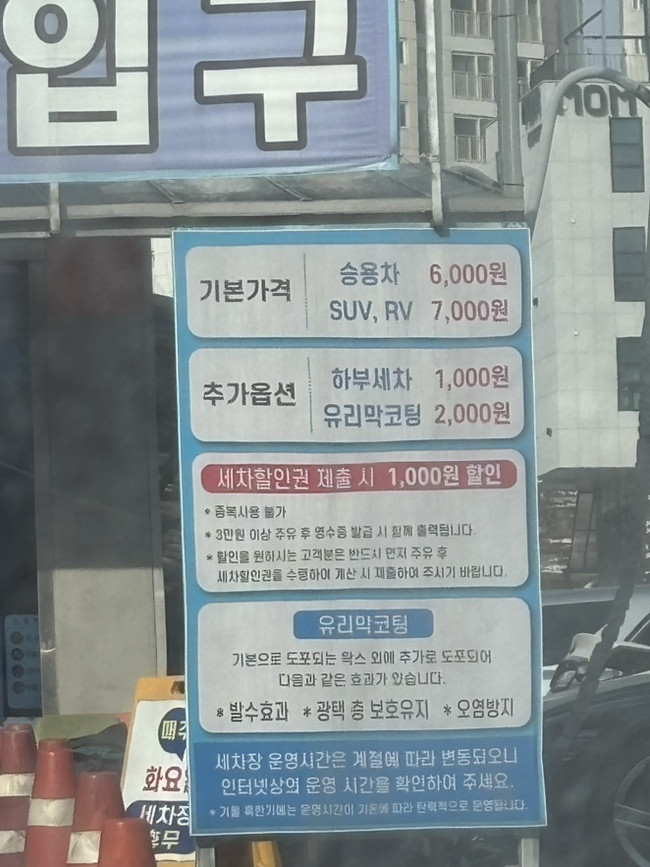 입구
MOM
기본가격
승용차 6,000원
SUV, RV 7,000원
추가옵션
하부세차 1,000원
유리막코팅 2,000원
세차할인권 제출 시 1,000원 할인
* 중복사용 불가
* 3만원 이상 주유 후 영수증 발급 시 함께 출력됩니다.
* 할인을 원하시는 고객분은 반드시 먼저 주유 후
세차할인권을 수령하여 계산 시 제출하여 주시기 바랍니다.
유리막코팅
기본으로 도포되는 왁스 외에 추가로 도포되어
다음과 같은 효과가 있습니다.
* 발수효과 * 광택 층 보호유지 * 오염방지
세차장 운영시간은 계절에 따라 변동되오니
인터넷상의 운영 시간을 확인하여 주세요.
* 겨울 혹한기에는 운영시간이 기온에 따라 탄력적으로 운영됩니다.
화요
세차장
휴무